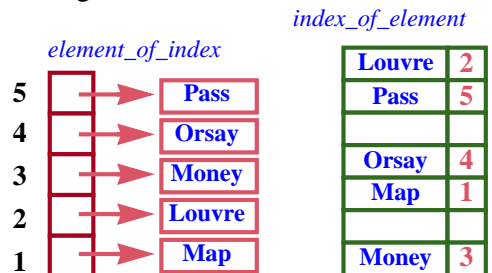 index_of_element
element_of_index
Louvre 2
5 Pass
Pass 5
4 Orsay
3 Money
Orsay 4
Map 1
2 Louvre
1 Map
Money 3